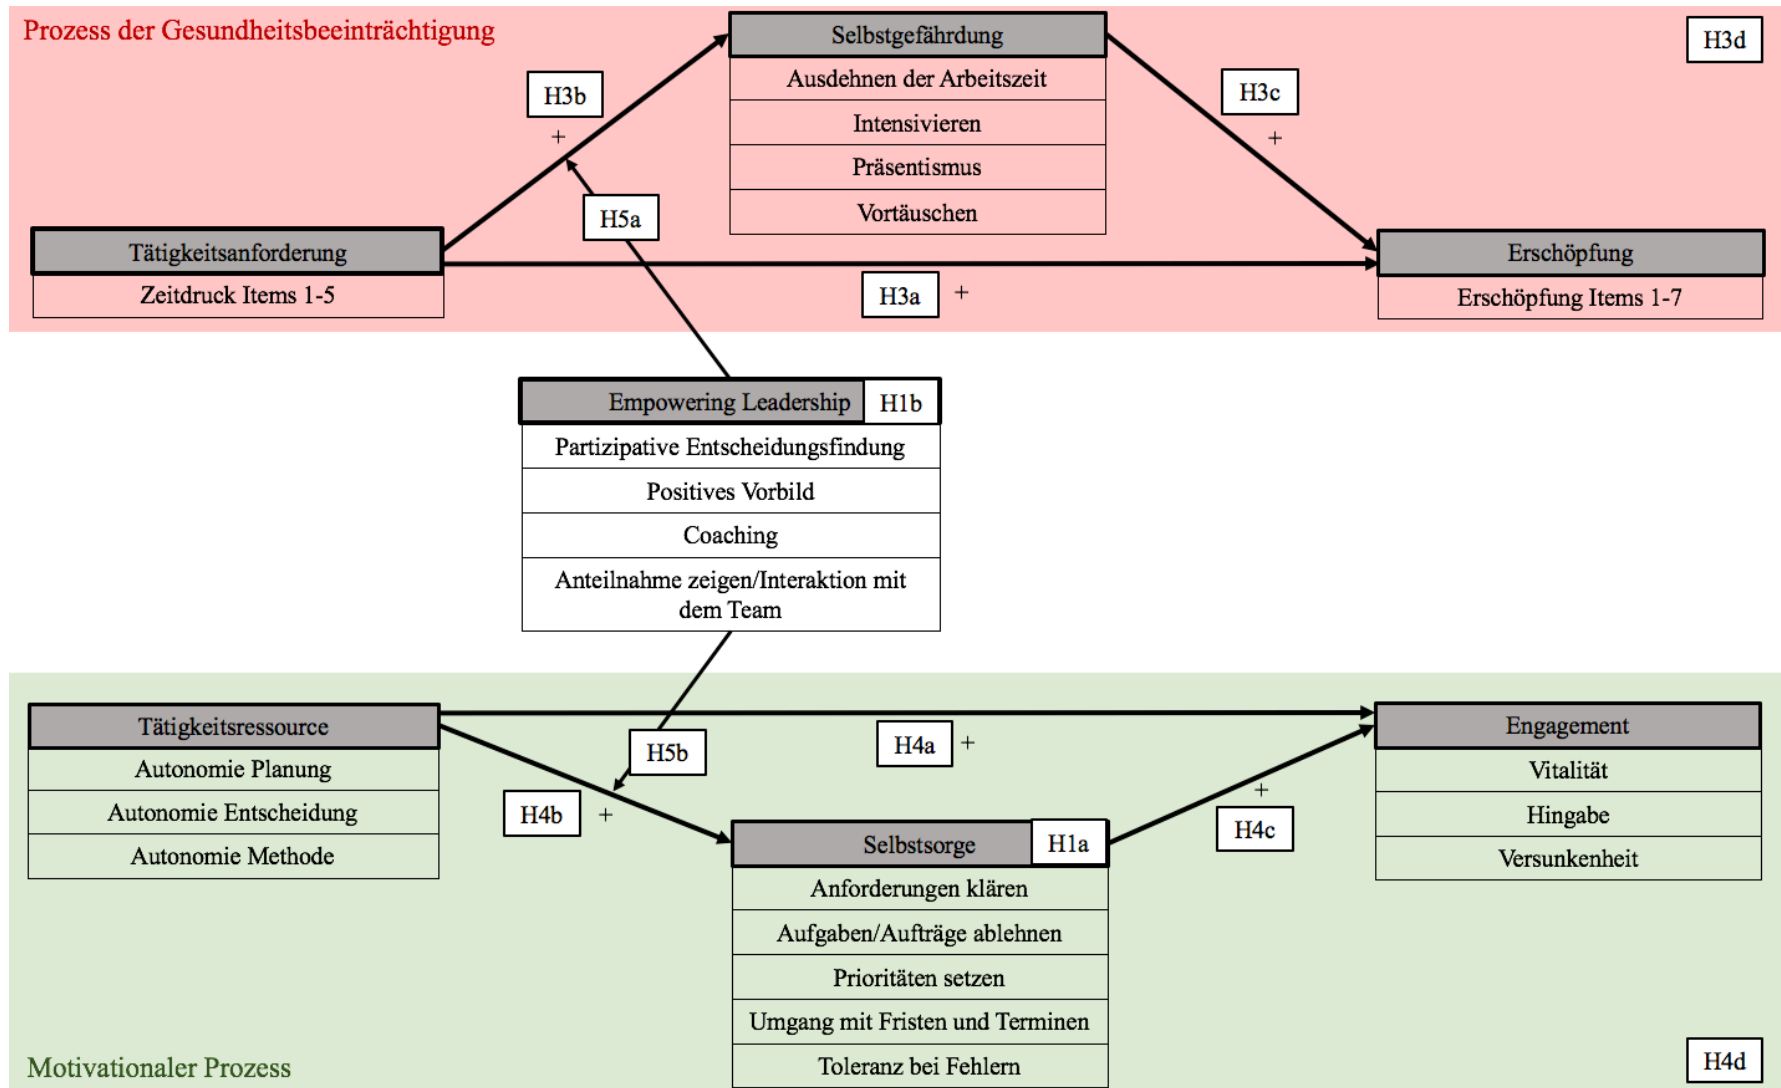 Prozess der Gesundheitsbeeinträchtigung
Selbstgefährdung
H3d
Ausdehnen der Arbeitszeit
H3b
H3c
+
Intensivieren
+
Präsentismus
H5a
Vortäuschen
Tätigkeitsanforderung
Erschöpfung
Zeitdruck Items 1-5
H3a +
Erschöpfung Items 1-7
Empowering Leadership H1b
Partizipative Entscheidungsfindung
Positives Vorbild
Coaching
Anteilnahme zeigen/Interaktion mit
dem Team
Tätigkeitsressource
Engagement
H5b
H4a +
Autonomie Planung
Vitalität
Autonomie Entscheidung
H4b +
+
Hingabe
H4c
Autonomie Methode
Selbstsorge H1a
Versunkenheit
Anforderungen klären
Aufgaben/Aufträge ablehnen
Prioritäten setzen
Umgang mit Fristen und Terminen
Toleranz bei Fehlern
Motivationaler Prozess
H4d